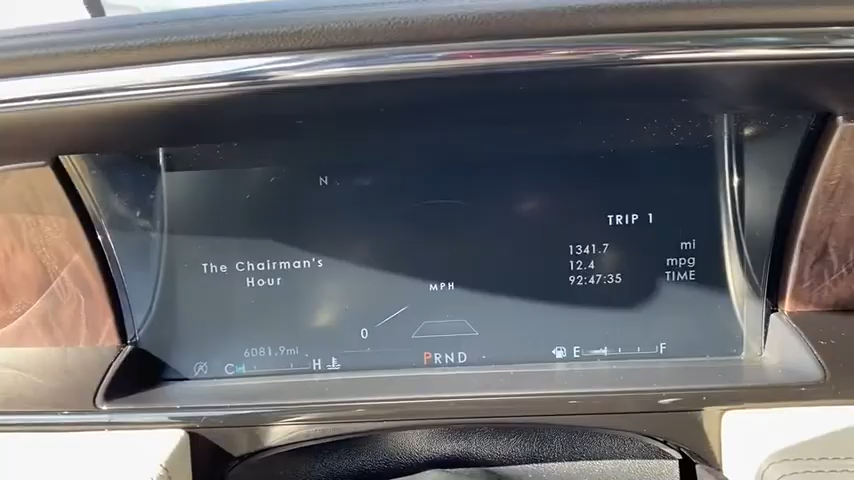 N
TRIP 1
1341.7 mi
The Chairman's
12.4 mpg
Hour
92:47:35 TIME
MPH
0
6081.9mi
C H
PRND
E F